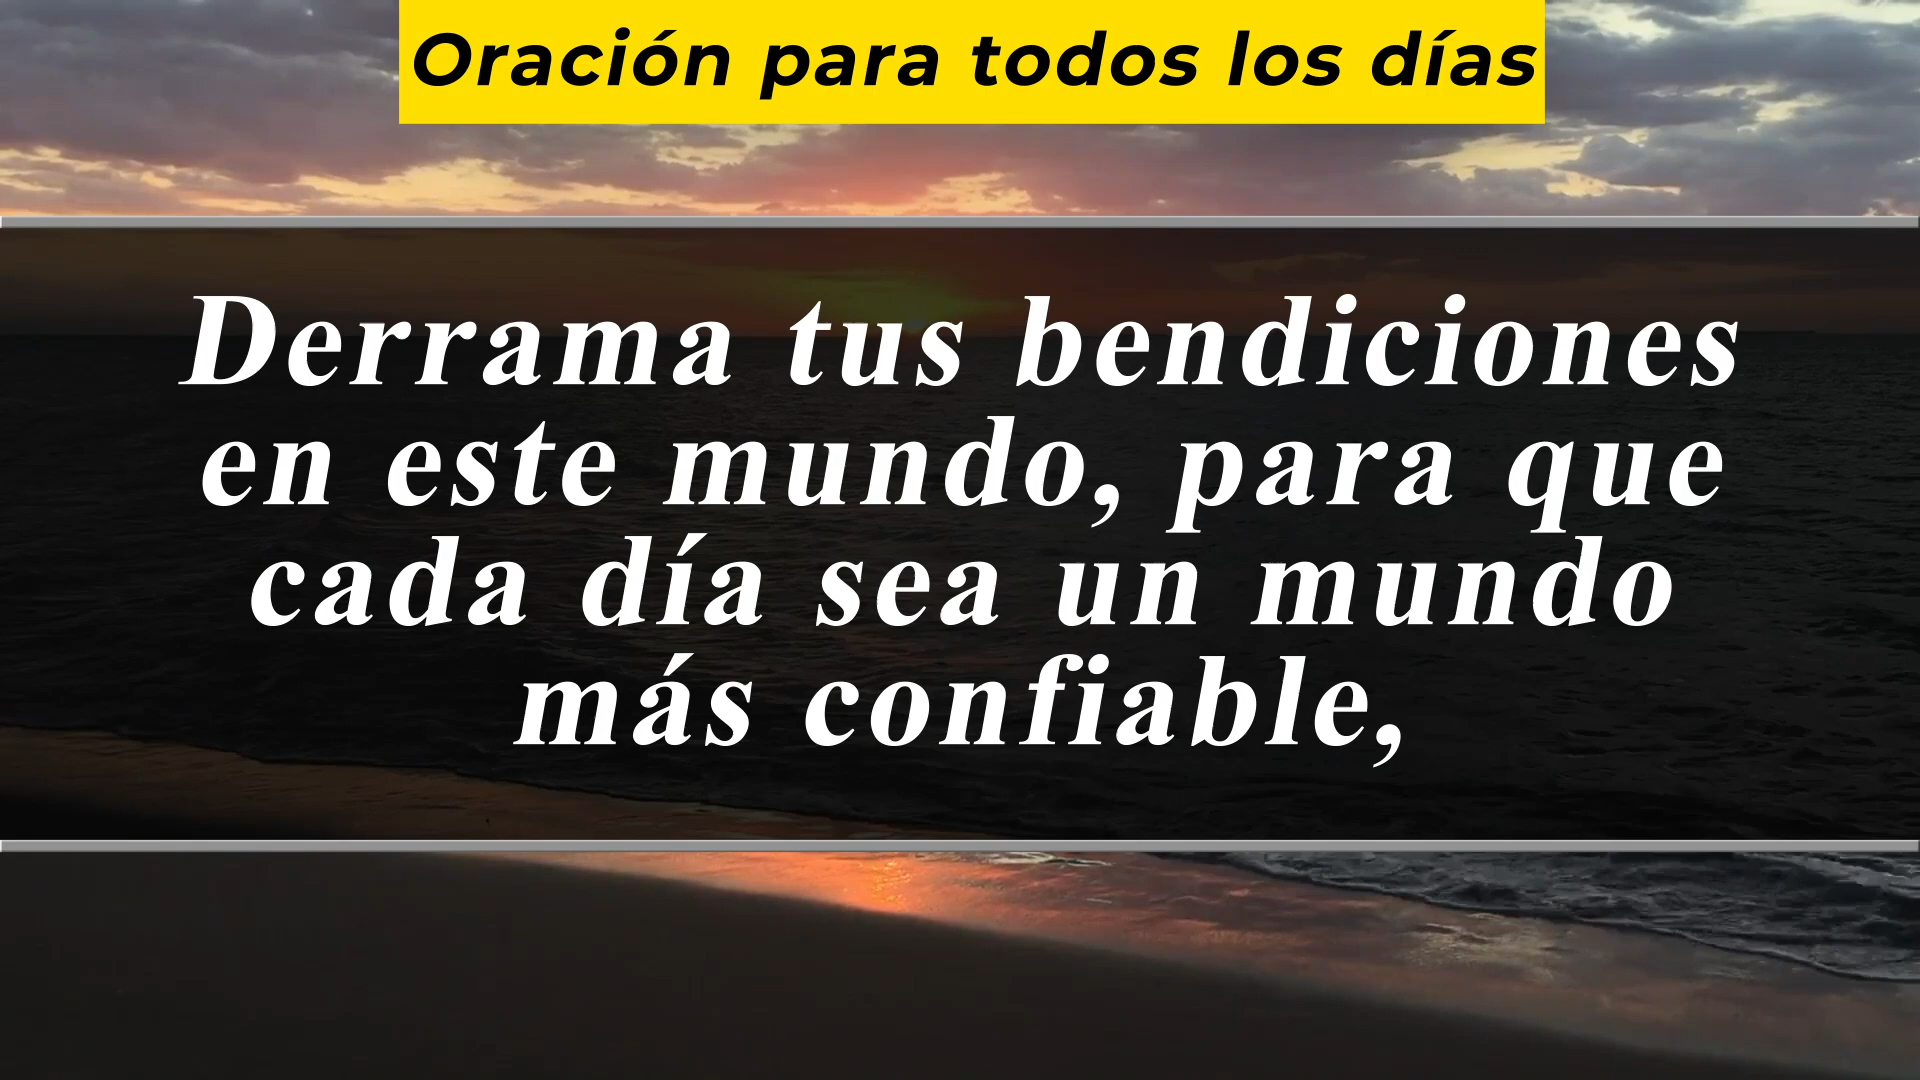 Oración para todos los días
Derrama tus bendiciones
en este mundo, para que
cada día sea un mundo
más confiable,